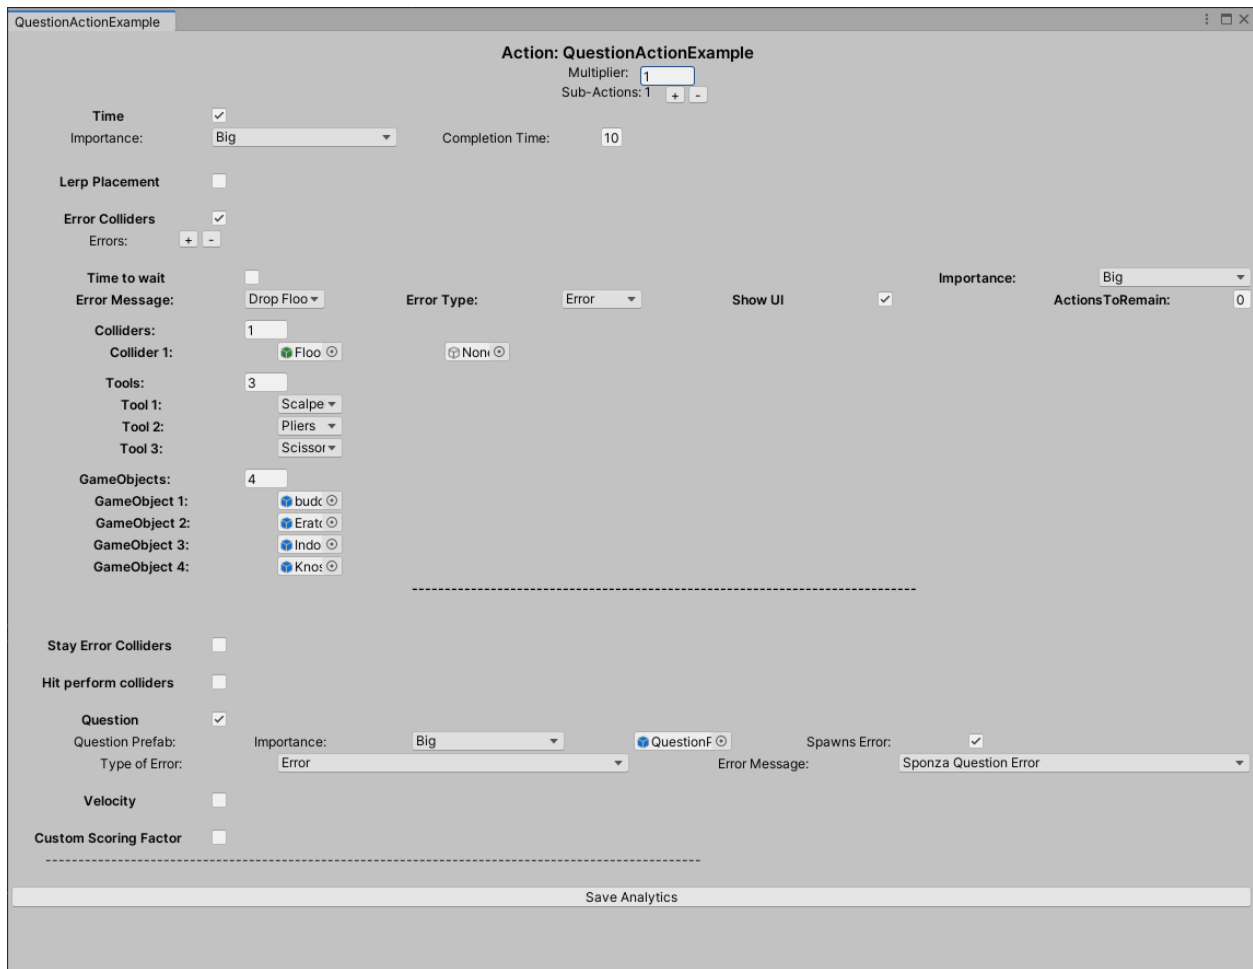 QuestionActionExample
Action: QuestionActionExample
Multiplier: 1
Sub-Actions: 1 + -
Time
Importance: Big Completion Time: 10
Lerp Placement
Error Colliders
Errors: + -
Time to wait Importance: Big
Error Message: Drop Floo Error Type: Error Show UI ActionsToRemain: 0
Colliders: 1
Collider 1: Floo None
Tools: 3
Tool 1: Scalpe
Tool 2: Pliers
Tool 3: Scissor
GameObjects: 4
GameObject 1: budd
GameObject 2: Erato
GameObject 3: Indo
GameObject 4: Knos
------------------------------------------------------------------------------
Stay Error Colliders
Hit perform colliders
Question
Question Prefab: Importance: Big QuestionF Spawns Error:
Type of Error: Error Error Message: Sponza Question Error
Velocity
Custom Scoring Factor
-----------------------------------------------------------------------------------------------------
Save Analytics